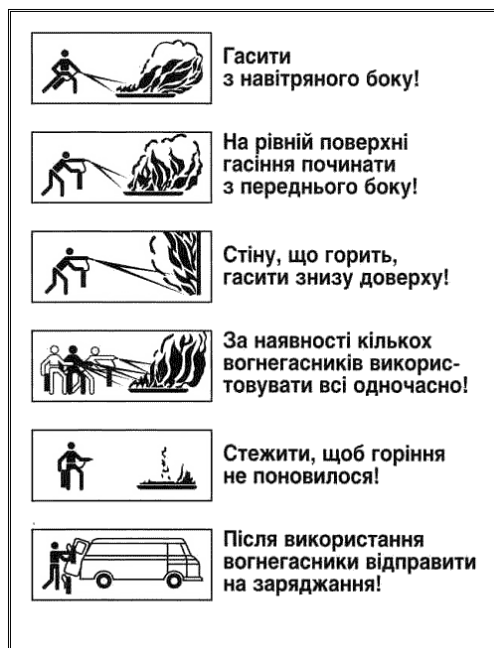 Гасити
з навітряного боку!
На рівній поверхні
гасіння починати
з переднього боку!
Стіну, що горить,
гасити знизу доверху!
За наявності кількох
вогнегасників викорис-
товувати всі одночасно!
Стежити, щоб горіння
не поновилося!
Після використання
вогнегасники відправити
на заряджання!